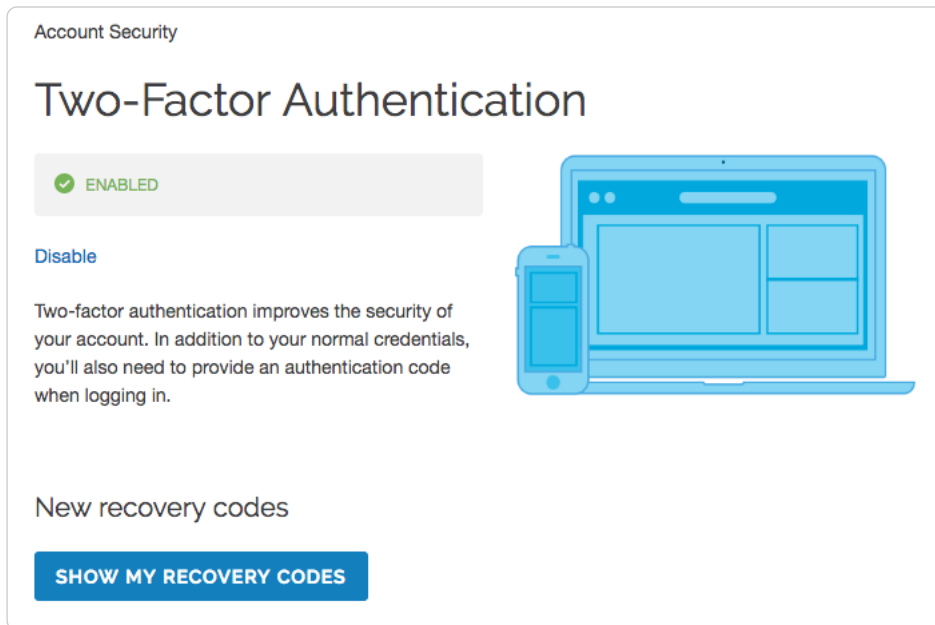 Account Security
Two-Factor Authentication
ENABLED
Disable
Two-factor authentication improves the security of
your account. In addition to your normal credentials,
you’ll also need to provide an authentication code
when logging in.
New recovery codes
SHOW MY RECOVERY CODES